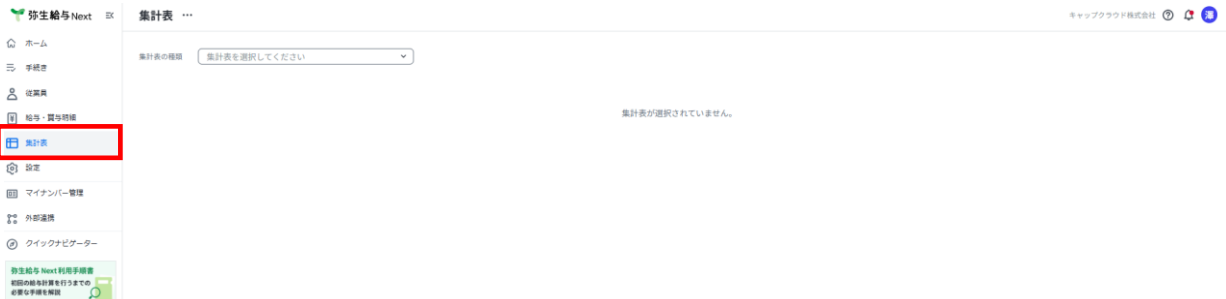 弥生給与 Next
集計表 …
キャップクラウド株式会社
澤
ホーム
手続き
従業員
給与・賞与明細
集計表
設定
マイナンバー管理
外部連携
クイックナビゲーター
弥生給与 Next 利用手順書
初回の給与計算を行うまでの
必要な手順を解説
集計表の種類
集計表を選択してください
集計表が選択されていません。